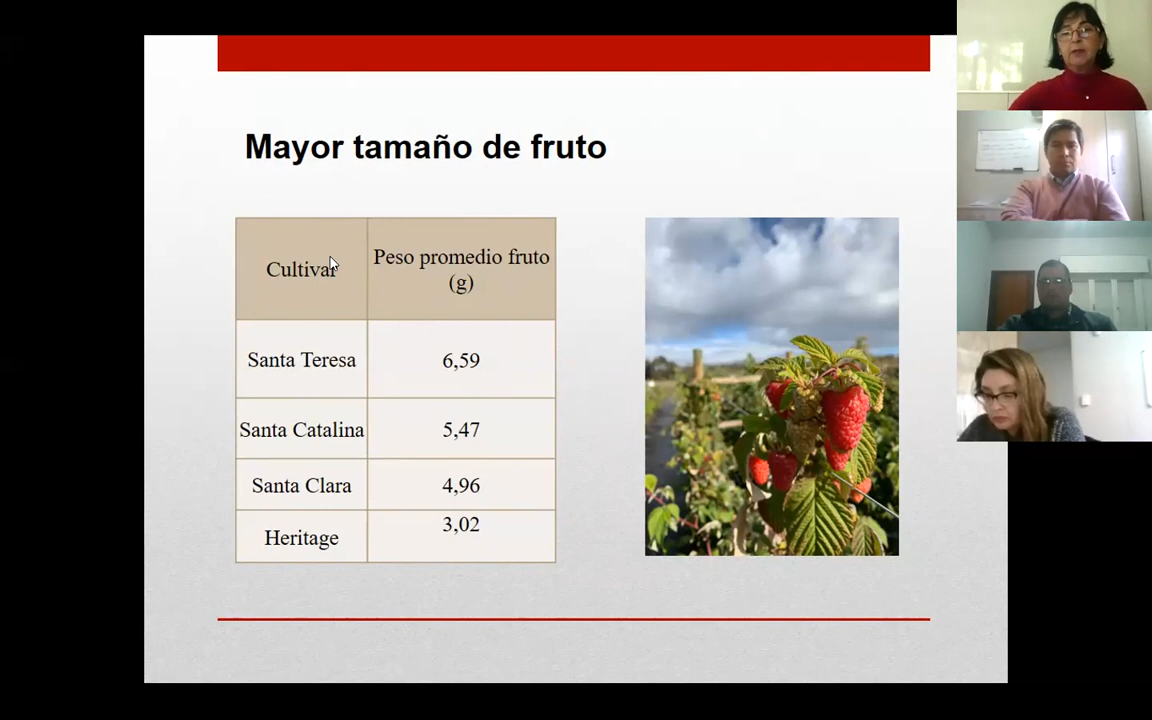 Mayor tamaño de fruto
Cultivar
Peso promedio fruto
(g)
Santa Teresa
6,59
Santa Catalina
5,47
Santa Clara
4,96
Heritage
3,02